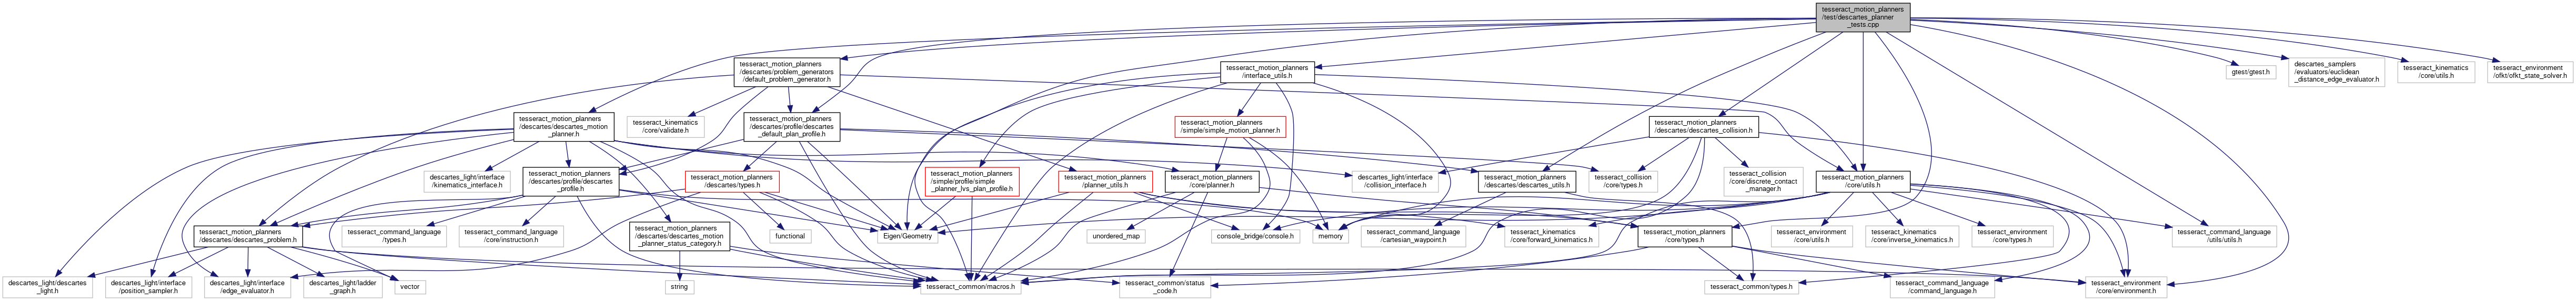 tesseract_motion_planners
/test/descartes_planner
_tests.cpp
tesseract_motion_planners
/descartes/problem_generators
/default_problem_generator.h
tesseract_motion_planners
/interface_utils.h
gtest/gtest.h
descartes_samplers
/evaluators/euclidean
_distance_edge_evaluator.h
tesseract_kinematics
/core/utils.h
tesseract_environment
/ofkt/ofkt_state_solver.h
tesseract_motion_planners
/descartes/descartes_motion
_planner.h
tesseract_kinematics
/core/validate.h
tesseract_motion_planners
/descartes/profile/descartes
_default_plan_profile.h
tesseract_motion_planners
/simple/simple_motion_planner.h
tesseract_motion_planners
/descartes/descartes_collision.h
descartes_light/interface
/kinematics_interface.h
tesseract_motion_planners
/descartes/profile/descartes
_profile.h
tesseract_motion_planners
/descartes/types.h
tesseract_motion_planners
/simple/profile/simple
_planner_lvs_plan_profile.h
tesseract_motion_planners
/planner_utils.h
tesseract_motion_planners
/core/planner.h
descartes_light/interface
/collision_interface.h
tesseract_motion_planners
/descartes/descartes_utils.h
tesseract_collision
/core/types.h
tesseract_collision
/core/discrete_contact
_manager.h
tesseract_motion_planners
/core/utils.h
tesseract_motion_planners
/descartes/descartes_problem.h
tesseract_command_language
/types.h
tesseract_command_language
/core/instruction.h
tesseract_motion_planners
/descartes/descartes_motion
_planner_status_category.h
functional
Eigen/Geometry
unordered_map
console_bridge/console.h
memory
tesseract_command_language
/cartesian_waypoint.h
tesseract_kinematics
/core/forward_kinematics.h
tesseract_motion_planners
/core/types.h
tesseract_environment
/core/utils.h
tesseract_kinematics
/core/inverse_kinematics.h
tesseract_environment
/core/types.h
tesseract_command_language
/utils/utils.h
descartes_light/descartes
_light.h
descartes_light/interface
/position_sampler.h
descartes_light/interface
/edge_evaluator.h
descartes_light/ladder
_graph.h
vector
string
tesseract_common/macros.h
tesseract_common/status
_code.h
tesseract_common/types.h
tesseract_command_language
/command_language.h
tesseract_environment
/core/environment.h